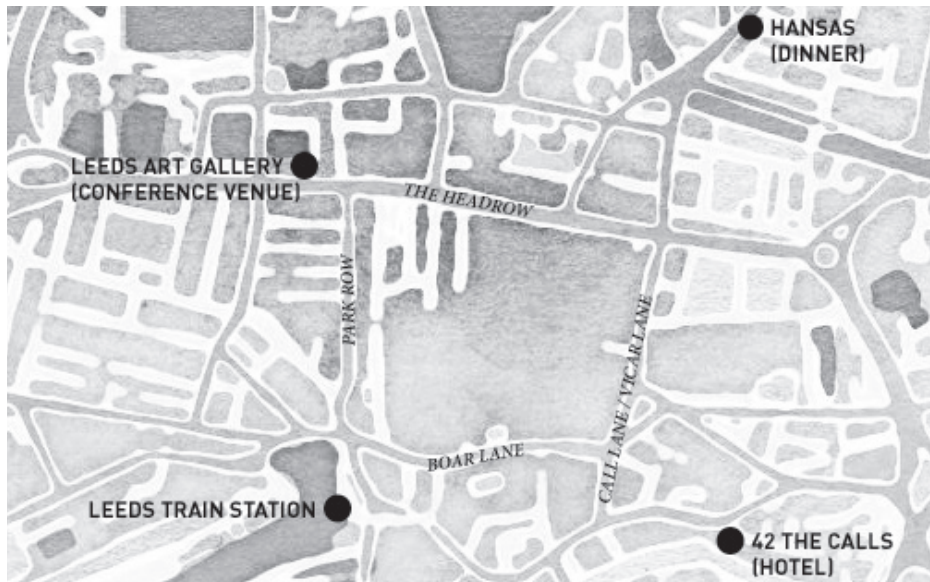 HANSAS
(DINNER)
LEEDS ART GALLERY
(CONFERENCE VENUE)
THE HEADROW
PARK ROW
CALL LANE / VICAR LANE
BOAR LANE
LEEDS TRAIN STATION
42 THE CALLS
(HOTEL)